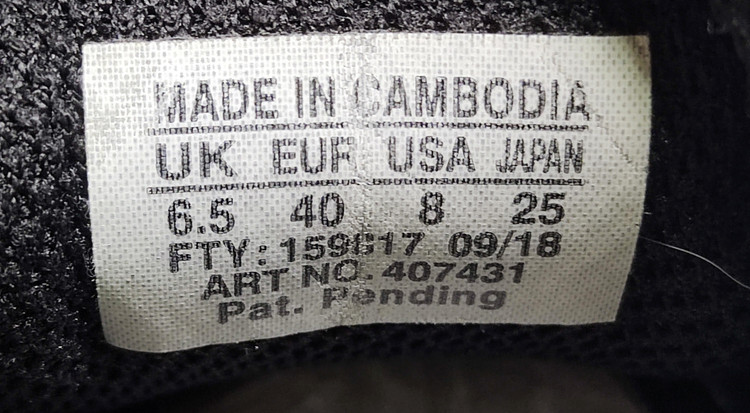 MADE IN CAMBODIA
UK EUR USA JAPAN
6.5 40 8 25
FTY: 159617 09/18
ART NO. 407431
Pat. Pending